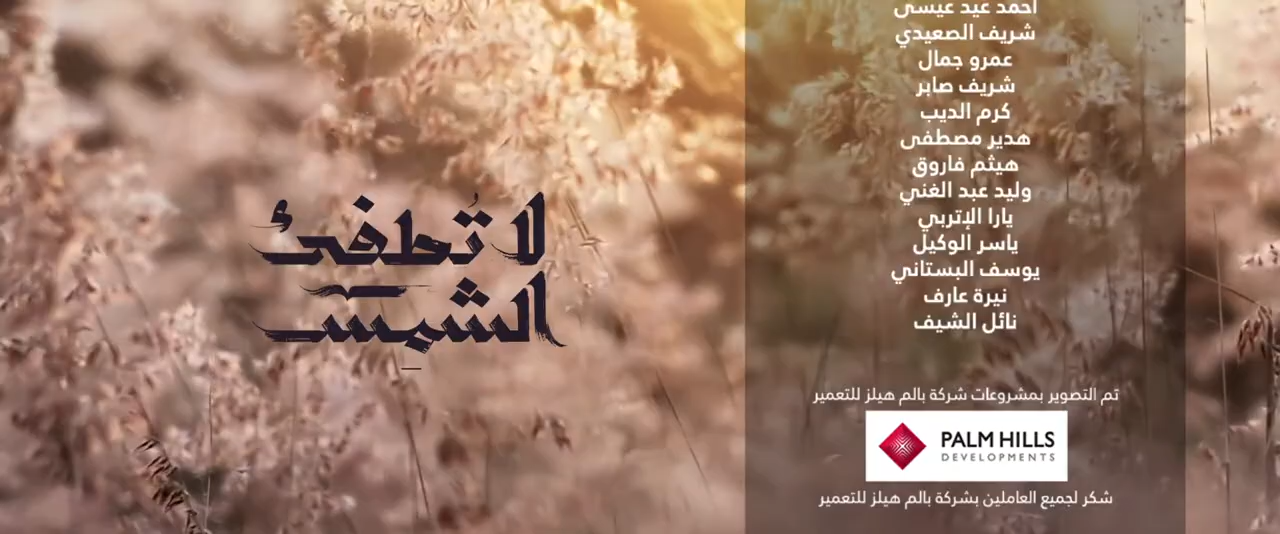 لا تُطفئ
الشمس
احمد عيد عيسى
شريف الصعيدي
عمرو جمال
شريف صابر
كرم الديب
هدير مصطفى
هيثم فاروق
وليد عبد الغني
يارا الإتربي
ياسر الوكيل
يوسف البستاني
نيرة عارف
نائل الشيف
تم التصوير بمشروعات شركة بالم هيلز للتعمير
PALM HILLS
DEVELOPMENTS
شكر لجميع العاملين بشركة بالم هيلز للتعمير